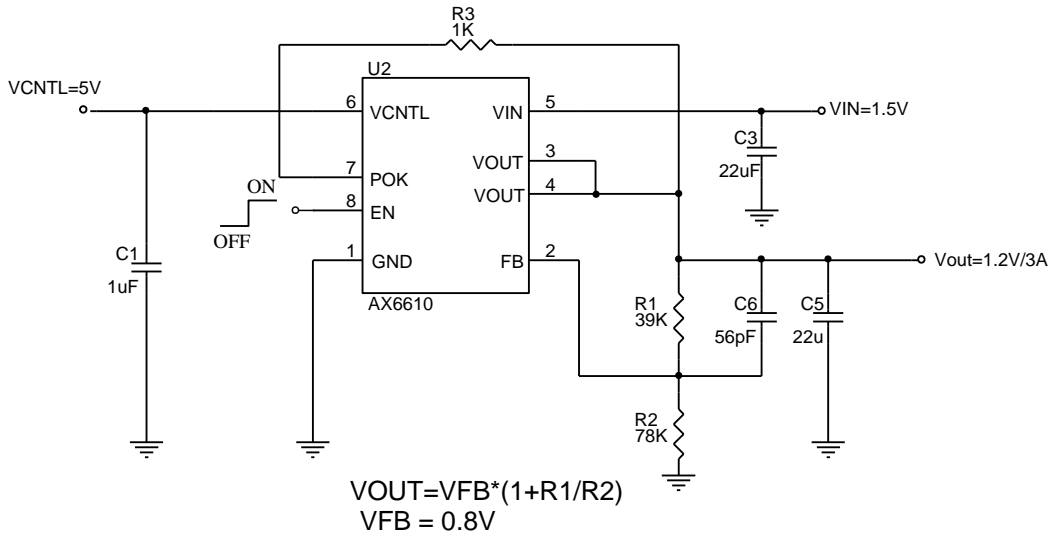 R3
1K
U2
VCNTL=5V
6
VCNTL
VIN
5
VIN=1.5V
C3
22uF
VOUT
3
7
POK
VOUT
4
ON
OFF
8
EN
C1
1uF
1
GND
FB
2
Vout=1.2V/3A
AX6610
R1
39K
C6
56pF
C5
22u
R2
78K
VOUT=VFB*(1+R1/R2)
VFB = 0.8V